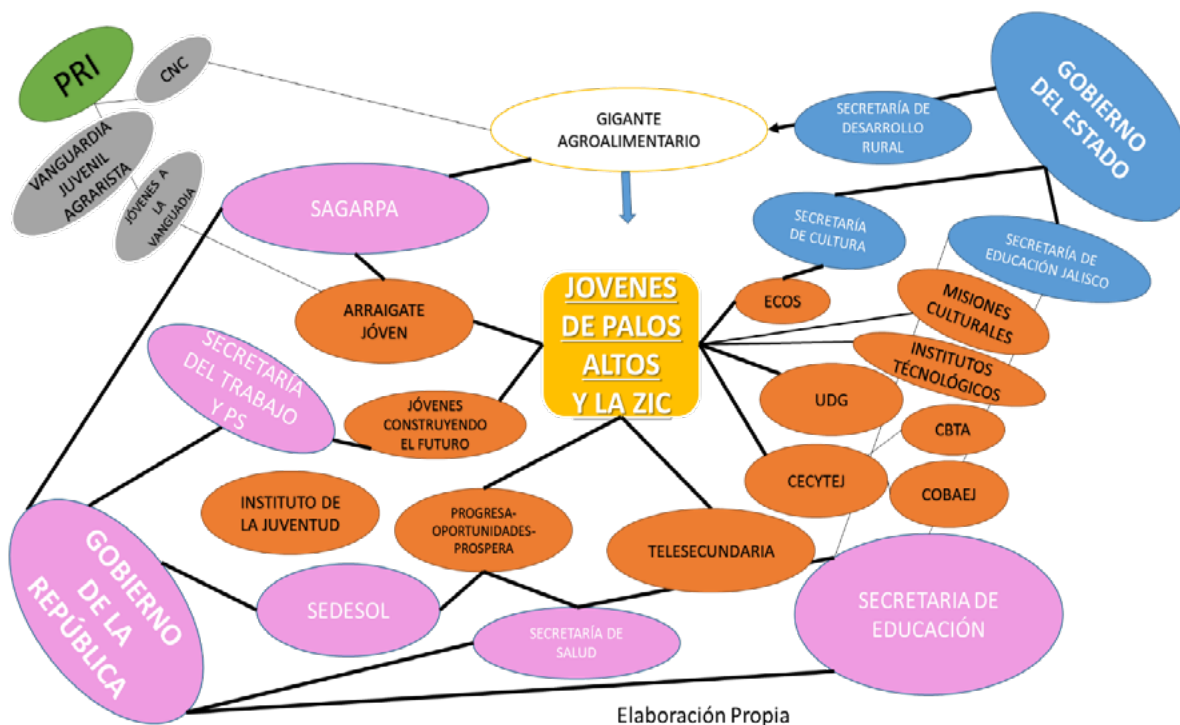 PRI
CNC
VANGUARDIA
JUVENIL
AGRARISTA
JÓVENES A
LA
VANGUADIA
GIGANTE
AGROALIMENTARIO
SECRETARÍA DE
DESARROLLO
RURAL
GOBIERNO
DEL ESTADO
SAGARPA
SECRETARÍA
DE CULTURA
SECRETARÍA DE
EDUCACIÓN JALISCO
ARRAIGATE
JÓVEN
JOVENES
DE PALOS
ALTOS
Y LA ZIC
ECOS
MISIONES
CULTURALES
INSTITUTOS
TÉCNOLÓGICOS
SECRETARÍA
DEL TRABAJO
Y PS
JÓVENES
CONSTRUYENDO
EL FUTURO
UDG
CBTA
CECYTEJ
COBAEJ
INSTITUTO DE
LA JUVENTUD
PROGRESA-
OPORTUNIDADES-
PROSPERA
TELESECUNDARIA
GOBIERNO
DE LA
REPÚBLICA
SEDESOL
SECRETARÍA DE
SALUD
SECRETARIA DE
EDUCACIÓN
Elaboración Propia